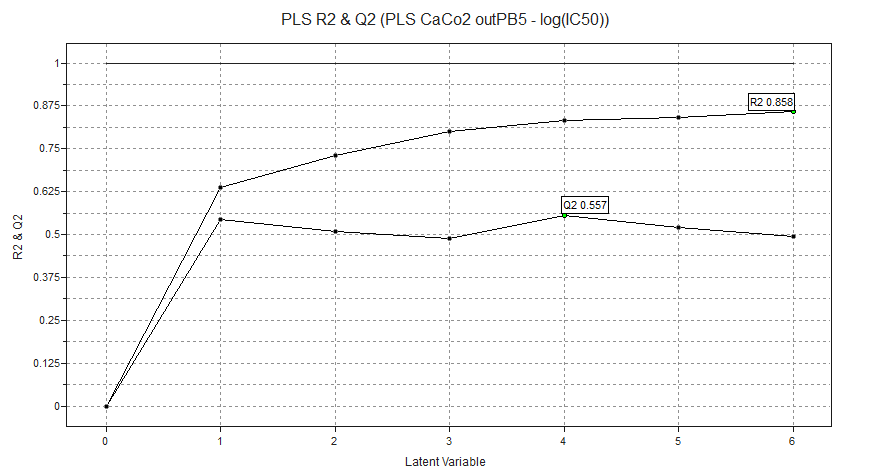 PLS R2 & Q2 (PLS CaCo2 outPB5 - log(IC50))
1
0.875
0.75
0.625
0.5
0.375
0.25
0.125
0
R2 & Q2
R2 0.858
Q2 0.557
0 1 2 3 4 5 6
Latent Variable